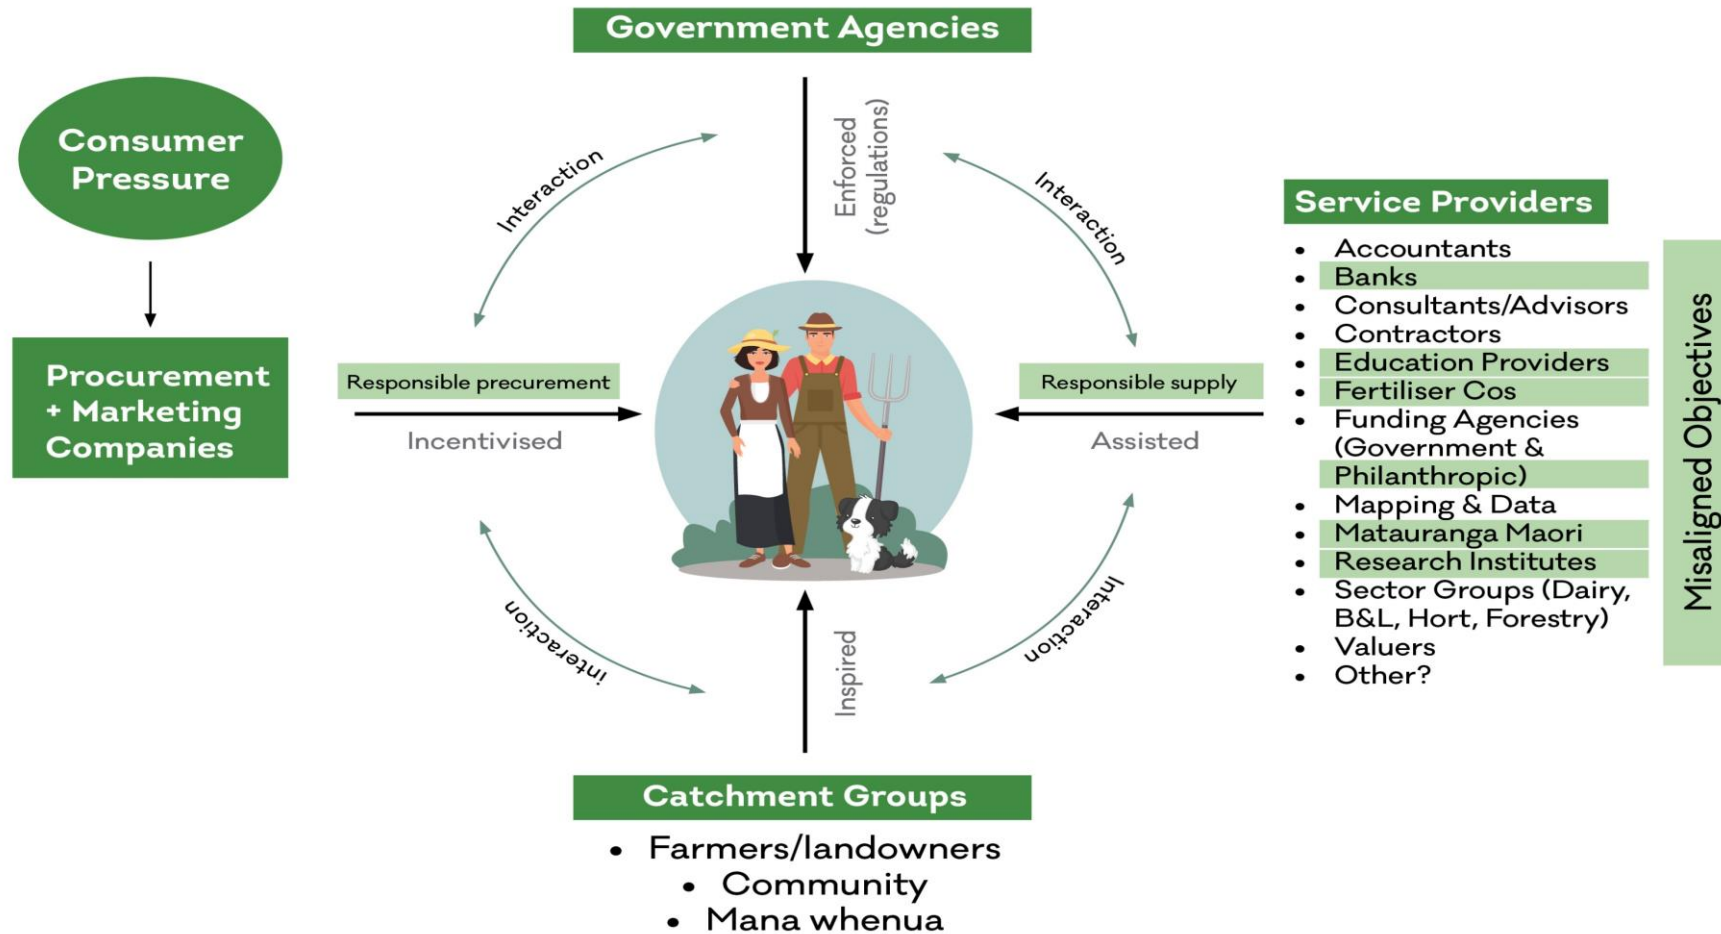 Government Agencies
Consumer
Pressure
Procurement
+ Marketing
Companies
Interaction
Enforced
(regulations)
Interaction
Responsible procurement
Incentivised
Responsible supply
Assisted
interaction
Inspired
Interaction
Service Providers
• Accountants
• Banks
• Consultants/Advisors
• Contractors
• Education Providers
• Fertiliser Cos
• Funding Agencies
(Government &
Philanthropic)
• Mapping & Data
• Matauranga Maori
• Research Institutes
• Sector Groups (Dairy,
B&L, Hort, Forestry)
• Valuers
• Other?
Misaligned Objectives
Catchment Groups
• Farmers/landowners
• Community
• Mana whenua